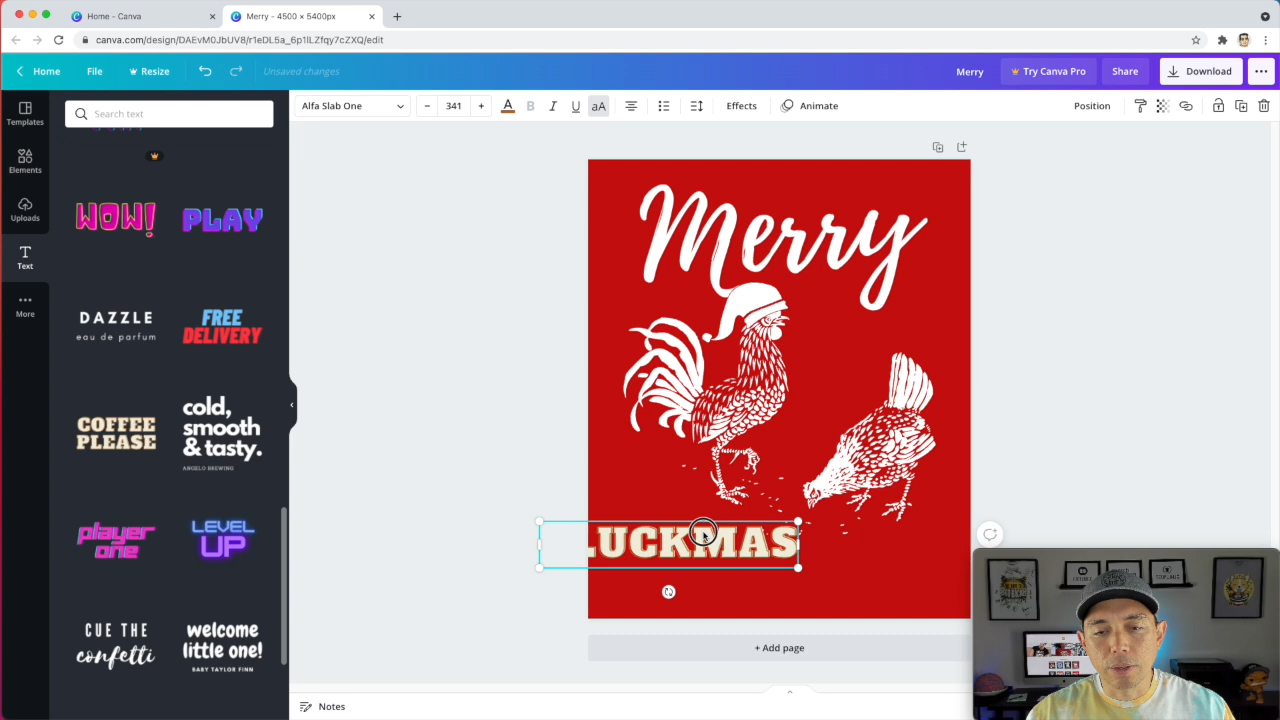 Home - Canva
Merry - 4500 × 5400px
canva.com/design/DAEvM0JbUV8/r1eDL5a_6p1lLZfqy7cZXQ/edit
Home
File
Resize
Unsaved changes
Merry
Try Canva Pro
Share
Download
Alfa Slab One
341
A
B
I
U
aA
Effects
Animate
Position
Templates
Elements
Uploads
Text
More
Search text
WOW!
PLAY
DAZZLE
eau de parfum
FREE
DELIVERY
COFFEE
PLEASE
cold,
smooth
& tasty.
ANGELO BREWING
player
one
LEVEL
UP
CUE THE
confetti
welcome
little one!
BABY TAYLOR FINN
Merry
LUCKMAS
+ Add page
Notes